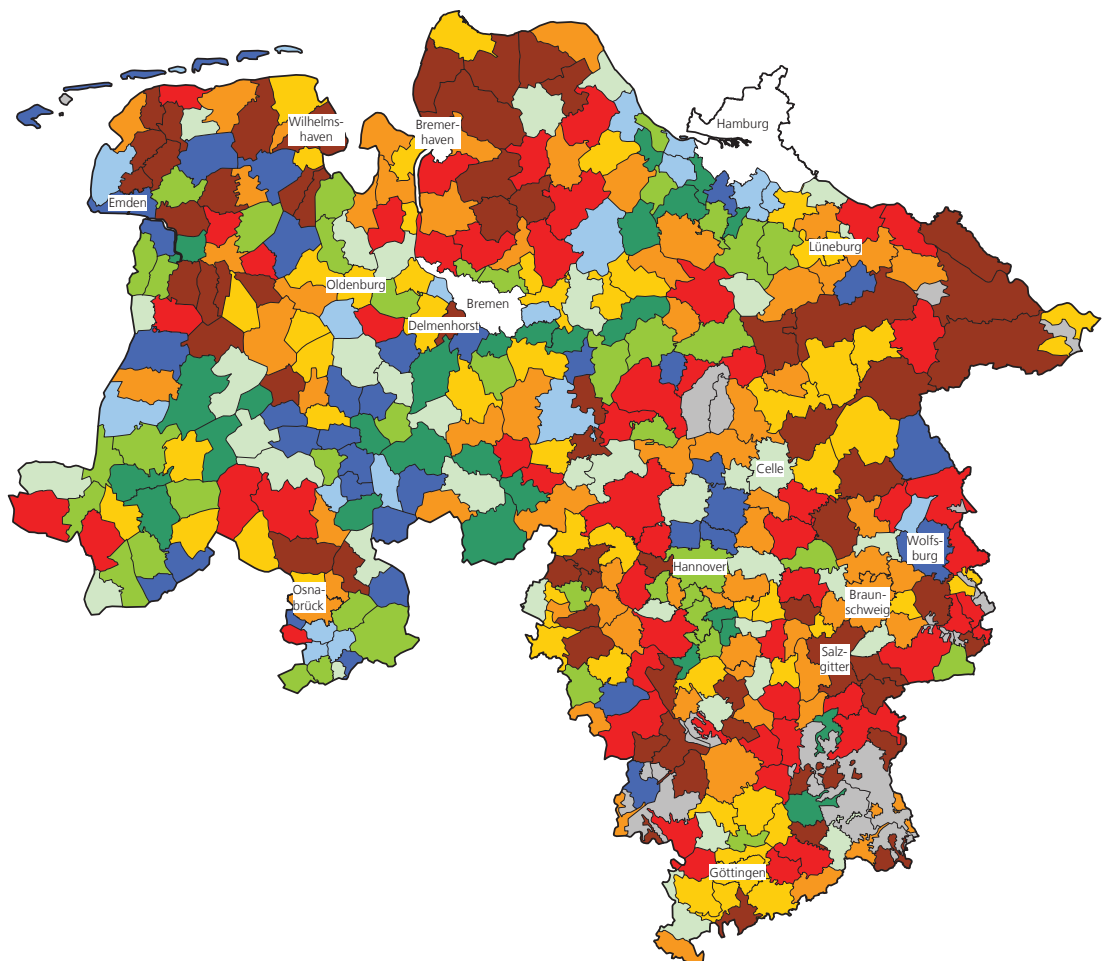 Wilhelms-
haven
Bremer-
haven
Hamburg
Emden
Lüneburg
Oldenburg
Bremen
Delmenhorst
Celle
Wolfs-
burg
Hannover
Osna-
brück
Braun-
schweig
Salz-
gitter
Göttingen